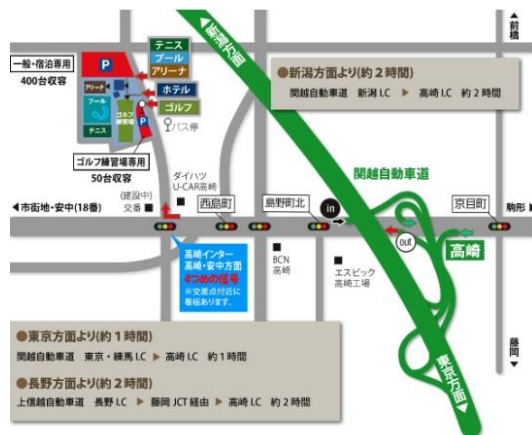 ▲前橋
テニス
プール
アリーナ
一般・宿泊専用
400台収容
P
ホテル
ゴルフ
アリーナ
プール
テニス
ゴルフ練習場
P
バス停
ゴルフ練習場専用
50台収容
▲新潟方面
●新潟方面より(約2時間)
関越自動車道 新潟I.C ▶ 高崎I.C 約2時間
関越自動車道
ダイハツ
U-CAR高崎
(建設中)
交番
◀市街地・安中(18番)
西島町
島野町北
in
out
京目町
駒形▶
高崎
高崎インター
高崎・安中方面
4つめの信号
※交差点付近に
看板あります。
BCN
高崎
エスビック
高崎工場
藤岡▼
東京方面▼
●東京方面より(約1時間)
関越自動車道 東京・練馬I.C ▶ 高崎I.C 約1時間
●長野方面より(約2時間)
上信越自動車道 長野I.C ▶ 藤岡JCT経由 ▶ 高崎I.C 約2時間